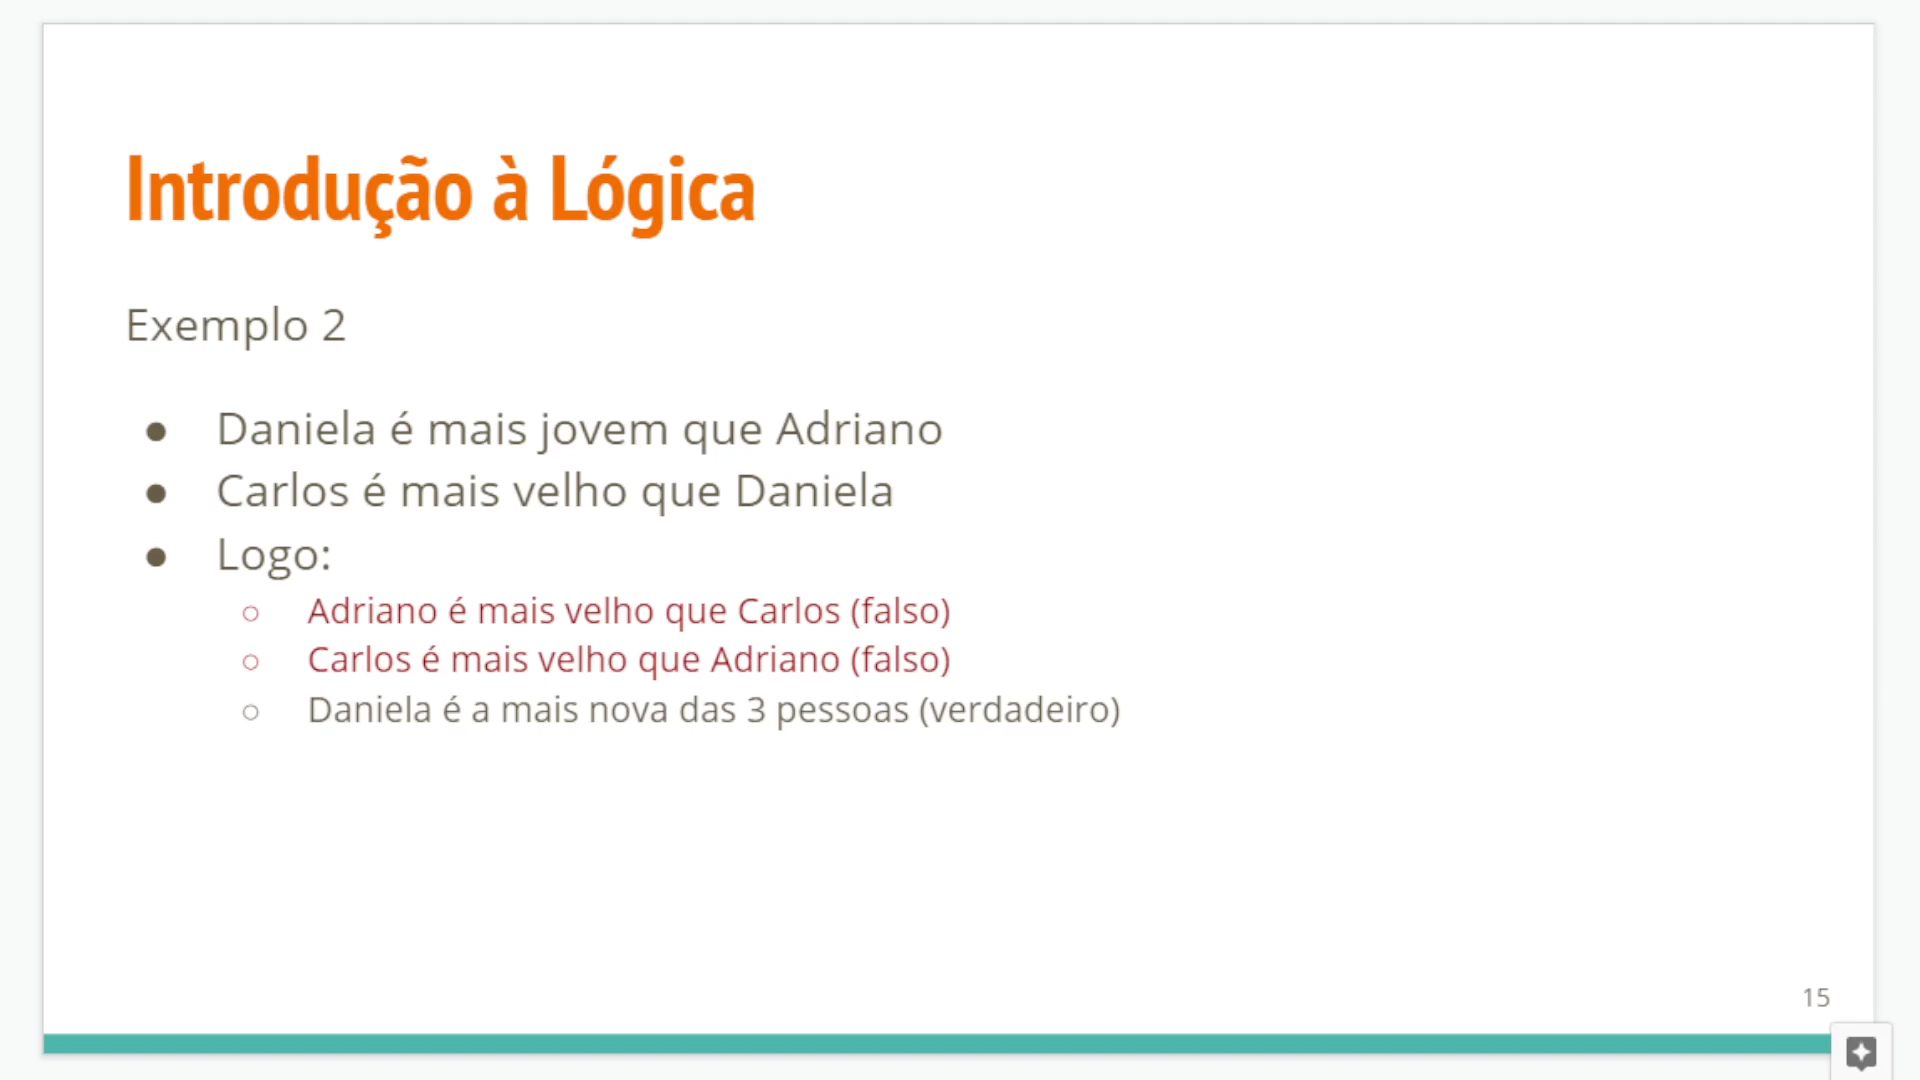 Introdução à Lógica
Exemplo 2
● Daniela é mais jovem que Adriano
● Carlos é mais velho que Daniela
● Logo:
○ Adriano é mais velho que Carlos (falso)
○ Carlos é mais velho que Adriano (falso)
○ Daniela é a mais nova das 3 pessoas (verdadeiro)
15